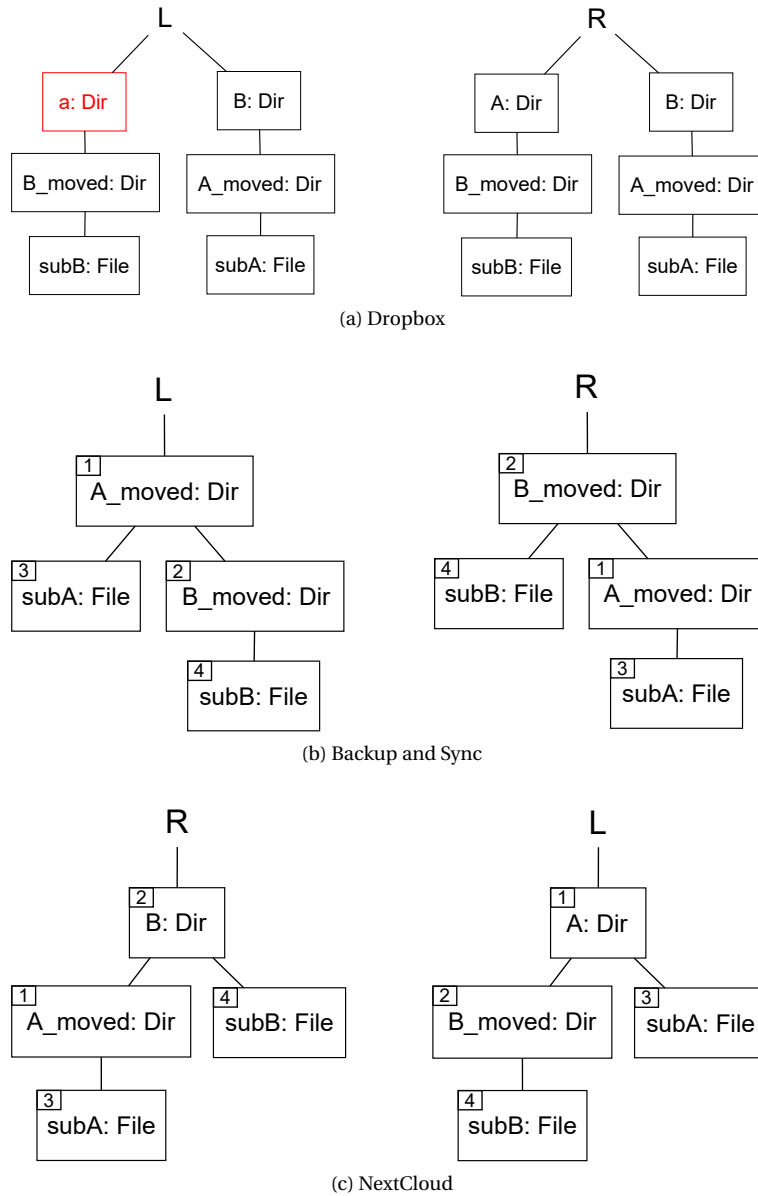 L R
a: Dir B: Dir A: Dir B: Dir
B_moved: Dir A_moved: Dir B_moved: Dir A_moved: Dir
subB: File subA: File subB: File subA: File
(a) Dropbox
L R
1 2
A_moved: Dir B_moved: Dir
3 2 4 1
subA: File B_moved: Dir subB: File A_moved: Dir
4 3
subB: File subA: File
(b) Backup and Sync
R L
2 1
B: Dir A: Dir
1 4 2 3
A_moved: Dir subB: File B_moved: Dir subA: File
3 4
subA: File subB: File
(c) NextCloud